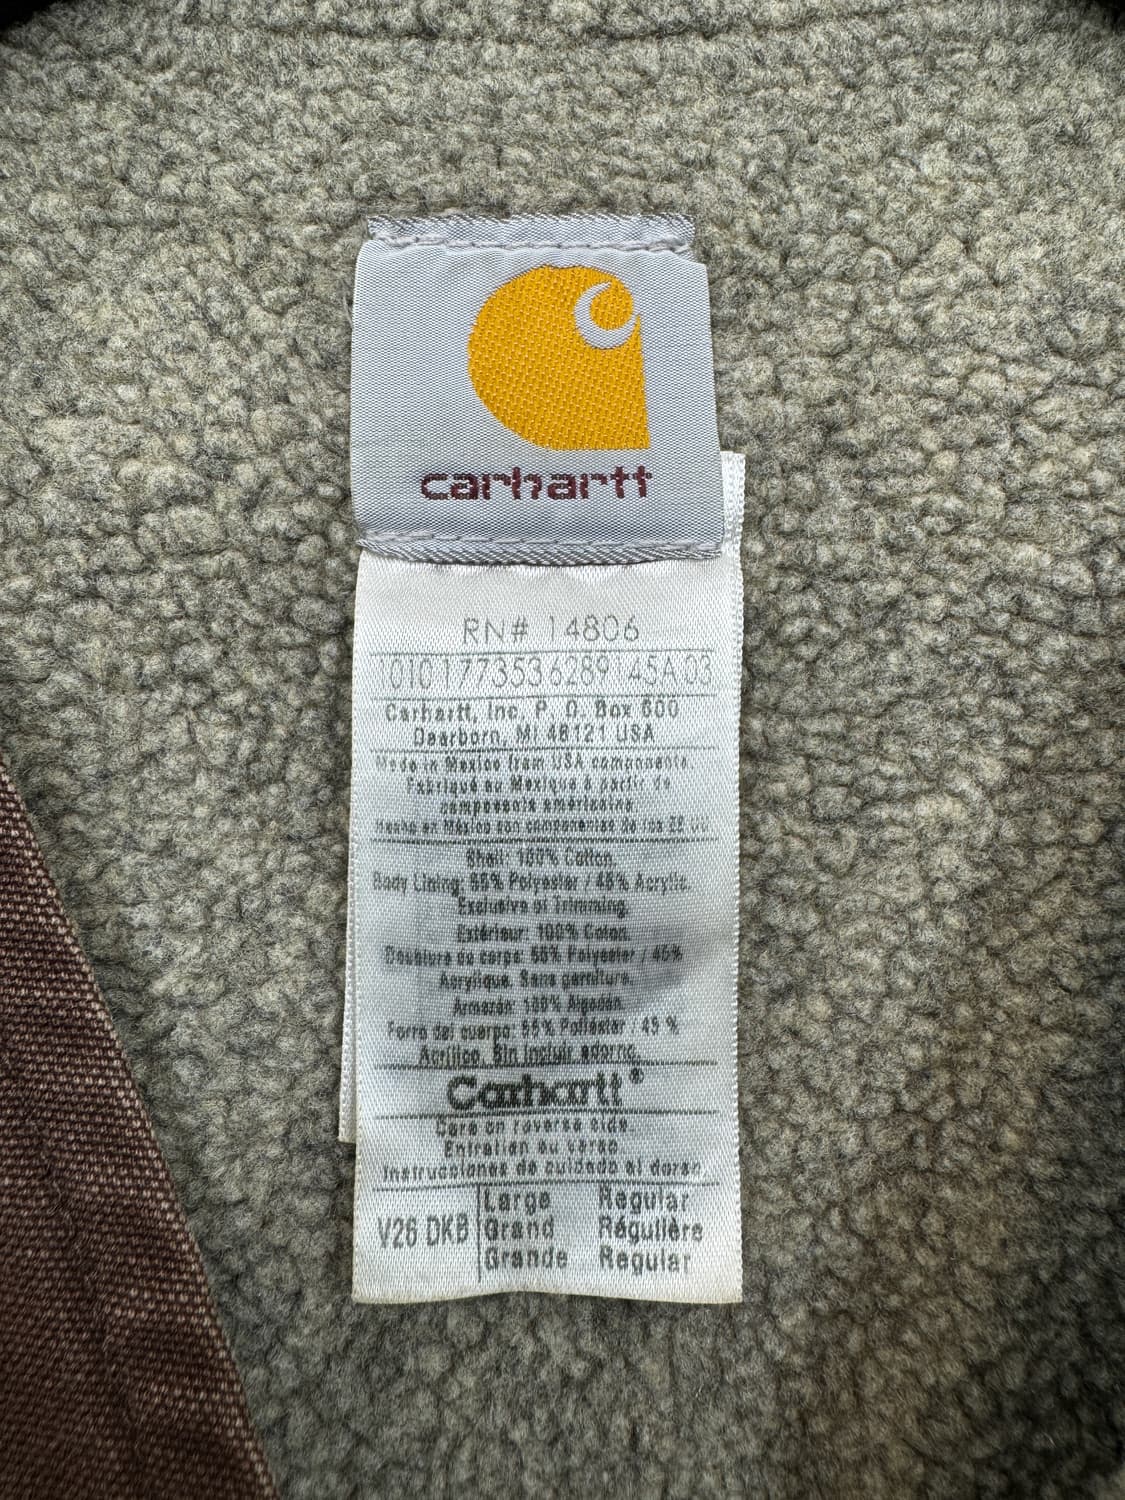 carhartt
RN# 14806
1010177353628914 5A 03
Carhartt, Inc. P. O. Box 600
Dearborn, MI 48121 USA
Made in Mexico from USA components.
Fabriqué au Mexique à partir de
composants américains
Hecho en México con componentes de los EE UU
Shell: 100% Cotton.
Body Lining: 55% Polyester / 45% Acrylic.
Exclusive of Trimming.
Extérieur: 100% Coton.
Doublure de corps: 55% Polyester / 45%
Acrylique. Sans garniture.
Armazón: 100% Algodón.
Forro del cuerpo: 55% Poliéster / 45 %
Acrílico. Sin incluir adorno.
Carhartt®
Care on reverse side.
Entretien au verso
Instrucciones de cuidado al dorso.
V26 DKB Large Regular
Grand Régulière
Grande Regular